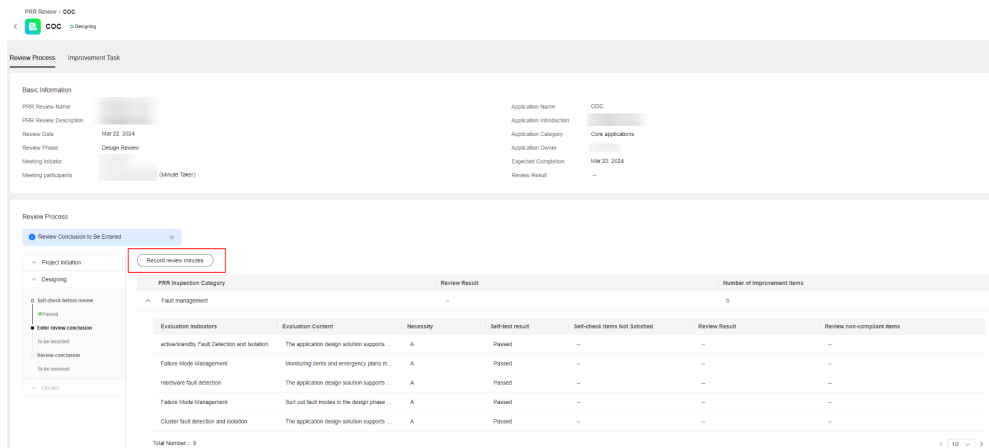 PRR Review / COC
COC Designing
Review Process Improvement Task
Basic Information
PRR Review Name
Application Name COC
PRR Review Description
Application Introduction
Review Date Mar 22, 2024
Application Category Core applications
Review Phase Design Review
Application Owner
Meeting Initiator
Expected Completion Mar 22, 2024
Meeting participants (Minute Taker)
Review Result --
Review Process
Review Conclusion to Be Entered
Project Initiation
Record review minutes
Designing
PRR Inspection Category Review Result Number of Improvement Items
Fault management -- 0
Self-check before review
Passed
Enter review conclusion
To be recorded
Review conclusion
To be reviewed
On-line
Evaluation Indicators Evaluation Content Necessity Self-test result Self-check Items Not Satisfied Review Result Review non-compliant items
active/standby Fault Detection and Isolation The application design solution supports ... A Passed -- -- --
Failure Mode Management Monitoring items and emergency plans m... A Passed -- -- --
Hardware fault detection The application design solution supports ... A Passed -- -- --
Failure Mode Management Sort out fault modes in the design phase ... A Passed -- -- --
Cluster fault detection and isolation The application design solution supports ... A Passed -- -- --
Total Number: 9
< 10 >